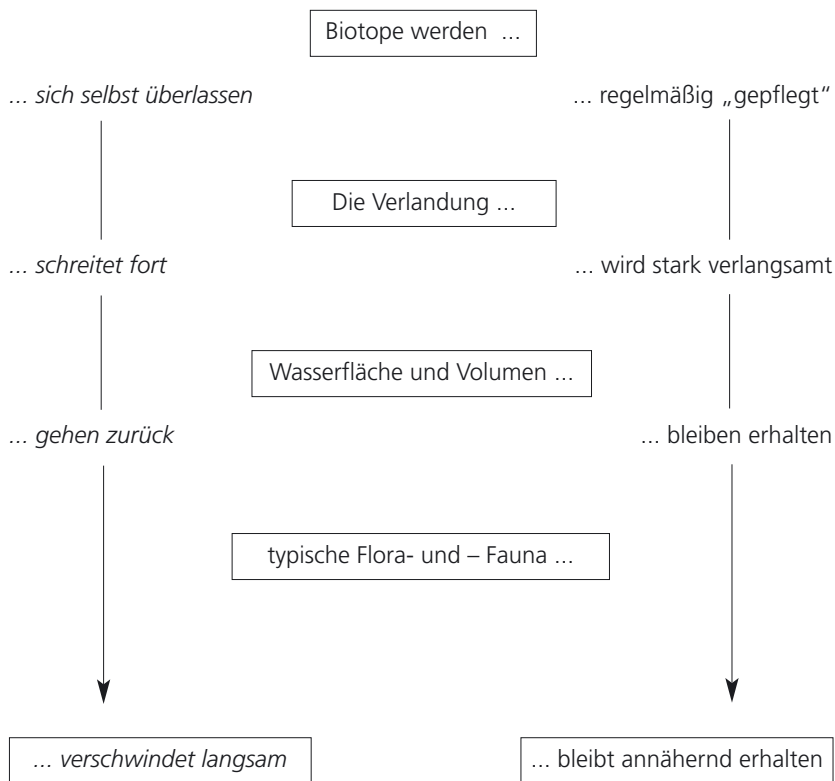 Biotope werden ...
... sich selbst überlassen
... regelmäßig „gepflegt“
Die Verlandung ...
... schreitet fort
... wird stark verlangsamt
Wasserfläche und Volumen ...
... gehen zurück
... bleiben erhalten
typische Flora- und – Fauna ...
... verschwindet langsam
... bleibt annähernd erhalten